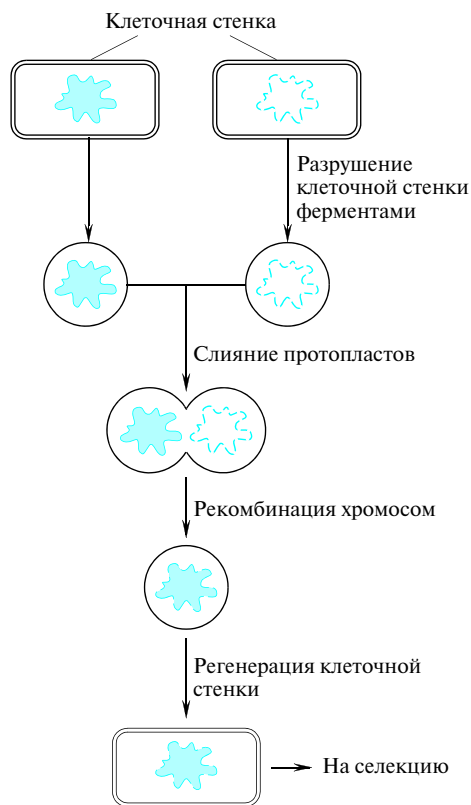 Клеточная стенка
Разрушение
клеточной стенки
ферментами
Слияние протопластов
Рекомбинация хромосом
Регенерация клеточной
стенки
На селекцию